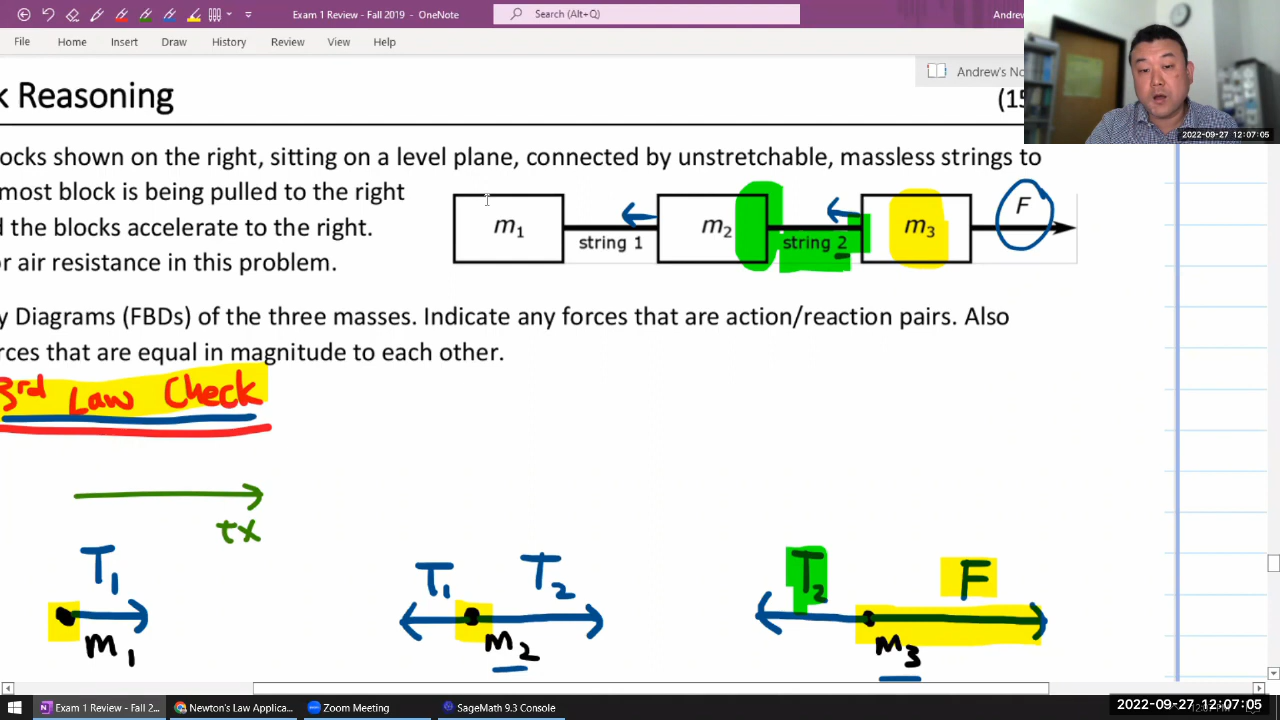 Exam 1 Review - Fall 2019 - OneNote
Search (Alt+Q)
Andrew
File Home Insert Draw History Review View Help
Andrew's No
k Reasoning
(15
2022-09-27 12:07:05
ocks shown on the right, sitting on a level plane, connected by unstretchable, massless strings to
most block is being pulled to the right
d the blocks accelerate to the right.
or air resistance in this problem.
m1 string 1 m2 string 2 m3 F
y Diagrams (FBDs) of the three masses. Indicate any forces that are action/reaction pairs. Also
rces that are equal in magnitude to each other.
3rd Law Check
+x
T1 T1 T2 T2 F
m1 m2 m3
Exam 1 Review - Fall 2...
Newton's Law Applica...
Zoom Meeting
SageMath 9.3 Console
2022-09-27 12:07:05